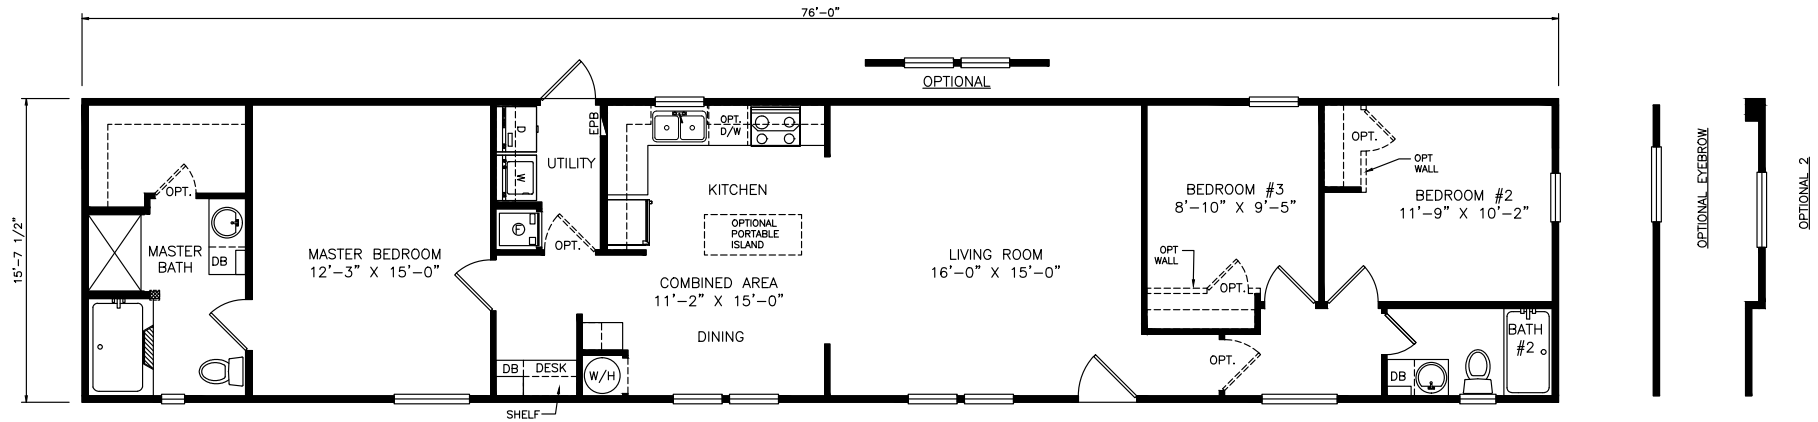 76'-0"
OPTIONAL
15'-7 1/2"
OPT.
MASTER
BATH
DB
MASTER BEDROOM
12'-3" X 15'-0"
D
W
EPB
UTILITY
F
OPT.
OPT.
D/W
KITCHEN
OPTIONAL
PORTABLE
ISLAND
COMBINED AREA
11'-2" X 15'-0"
DINING
DB
DESK
W/H
SHELF
LIVING ROOM
16'-0" X 15'-0"
BEDROOM #3
8'-10" X 9'-5"
OPT
WALL
OPT.
OPT.
OPT.
OPT
WALL
BEDROOM #2
11'-9" X 10'-2"
DB
BATH
#2
OPTIONAL EYEBROW
OPTIONAL 2